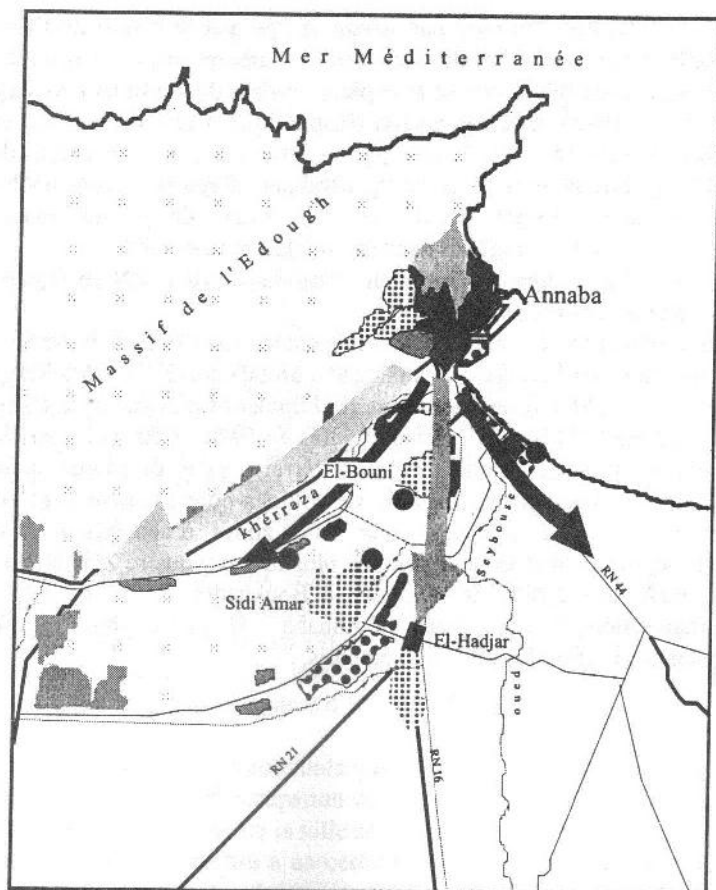 Mer Méditerranée
Massif de l'Edough
Annaba
El-Bouni
khérraza
Seybouse
Sidi Amar
RN 44
El-Hadjar
oued
RN 21
RN 16